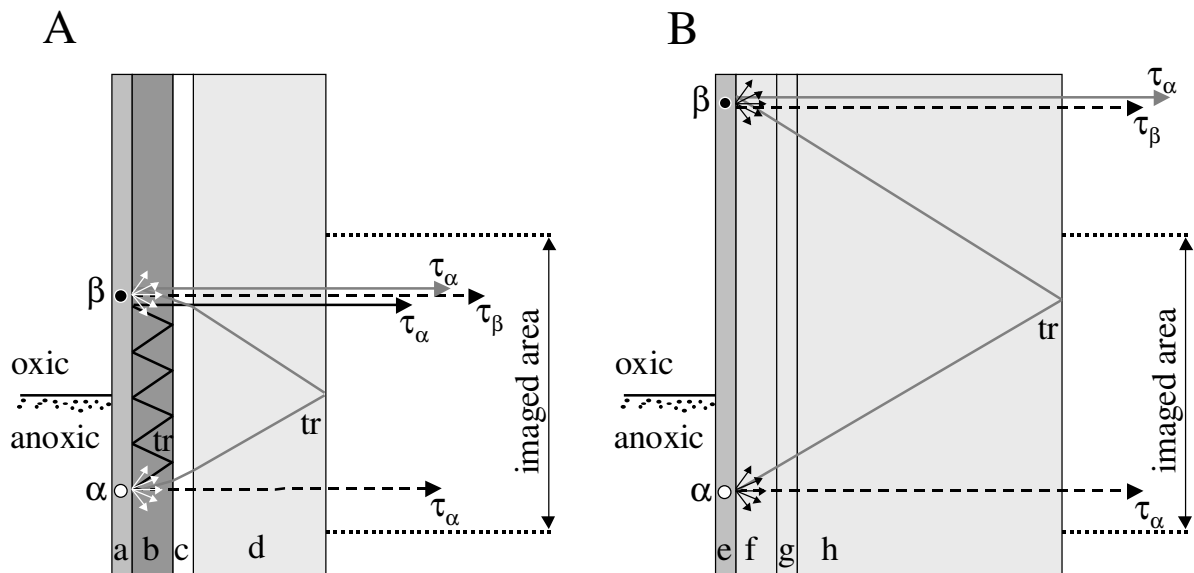 A
β
τα
τβ
τα
oxic
anoxic
tr
tr
α
τα
imaged area
a b c d
B
β
τα
τβ
oxic
anoxic
tr
α
τα
imaged area
e f g h